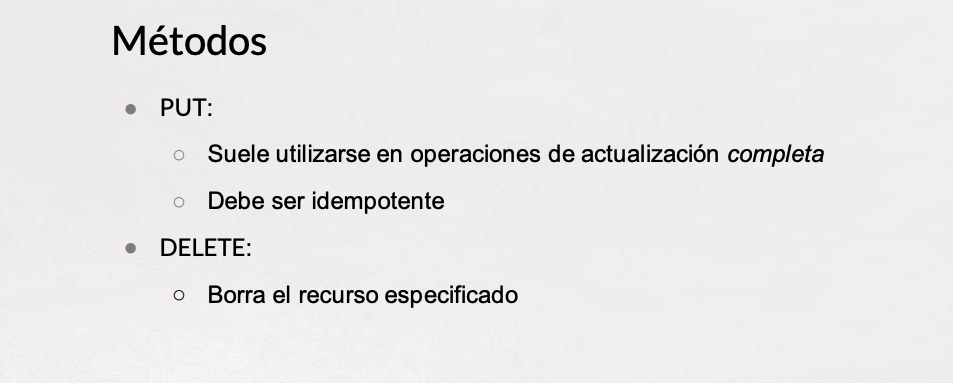 Métodos
PUT:
Suele utilizarse en operaciones de actualización completa
Debe ser idempotente
DELETE:
Borra el recurso especificado